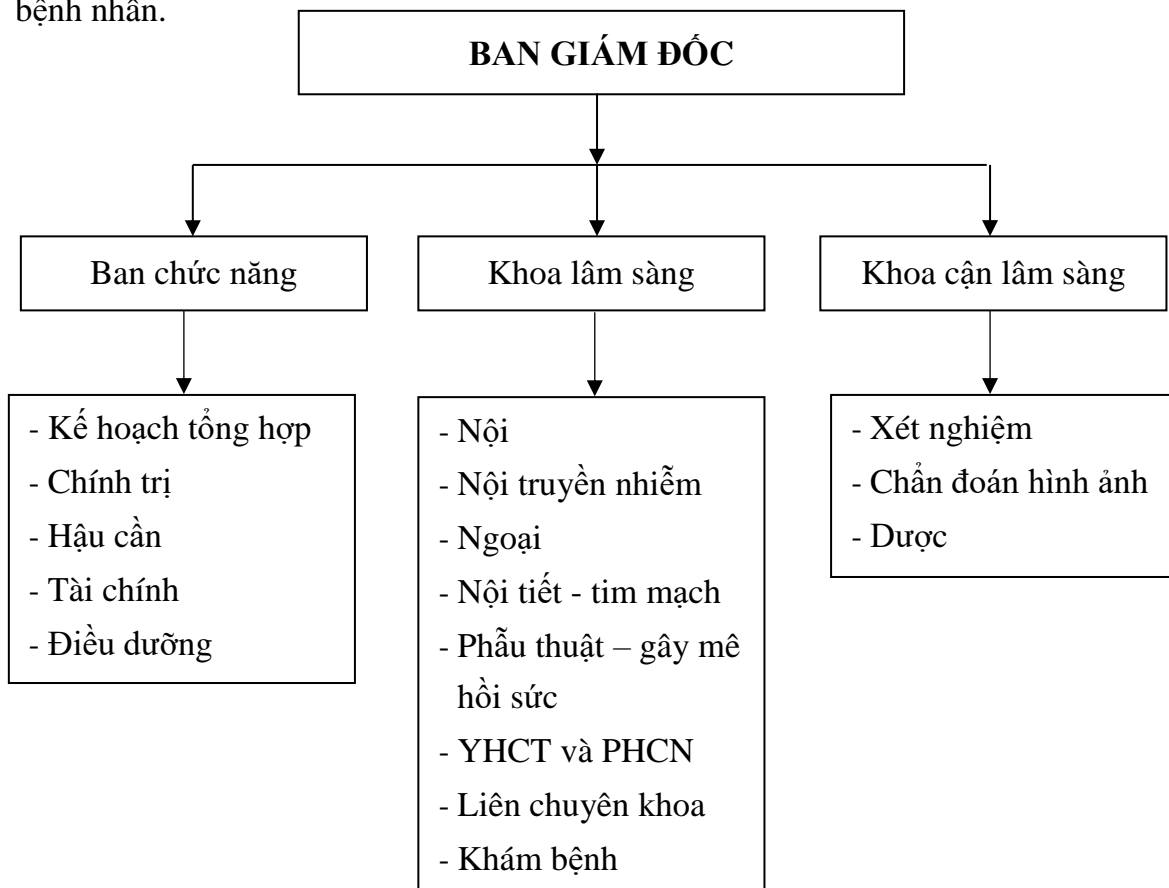 bệnh nhân.
BAN GIÁM ĐỐC
Ban chức năng
Khoa lâm sàng
Khoa cận lâm sàng
- Kế hoạch tổng hợp
- Chính trị
- Hậu cần
- Tài chính
- Điều dưỡng
- Nội
- Nội truyền nhiễm
- Ngoại
- Nội tiết - tim mạch
- Phẫu thuật – gây mê
hồi sức
- YHCT và PHCN
- Liên chuyên khoa
- Khám bệnh
- Xét nghiệm
- Chẩn đoán hình ảnh
- Dược